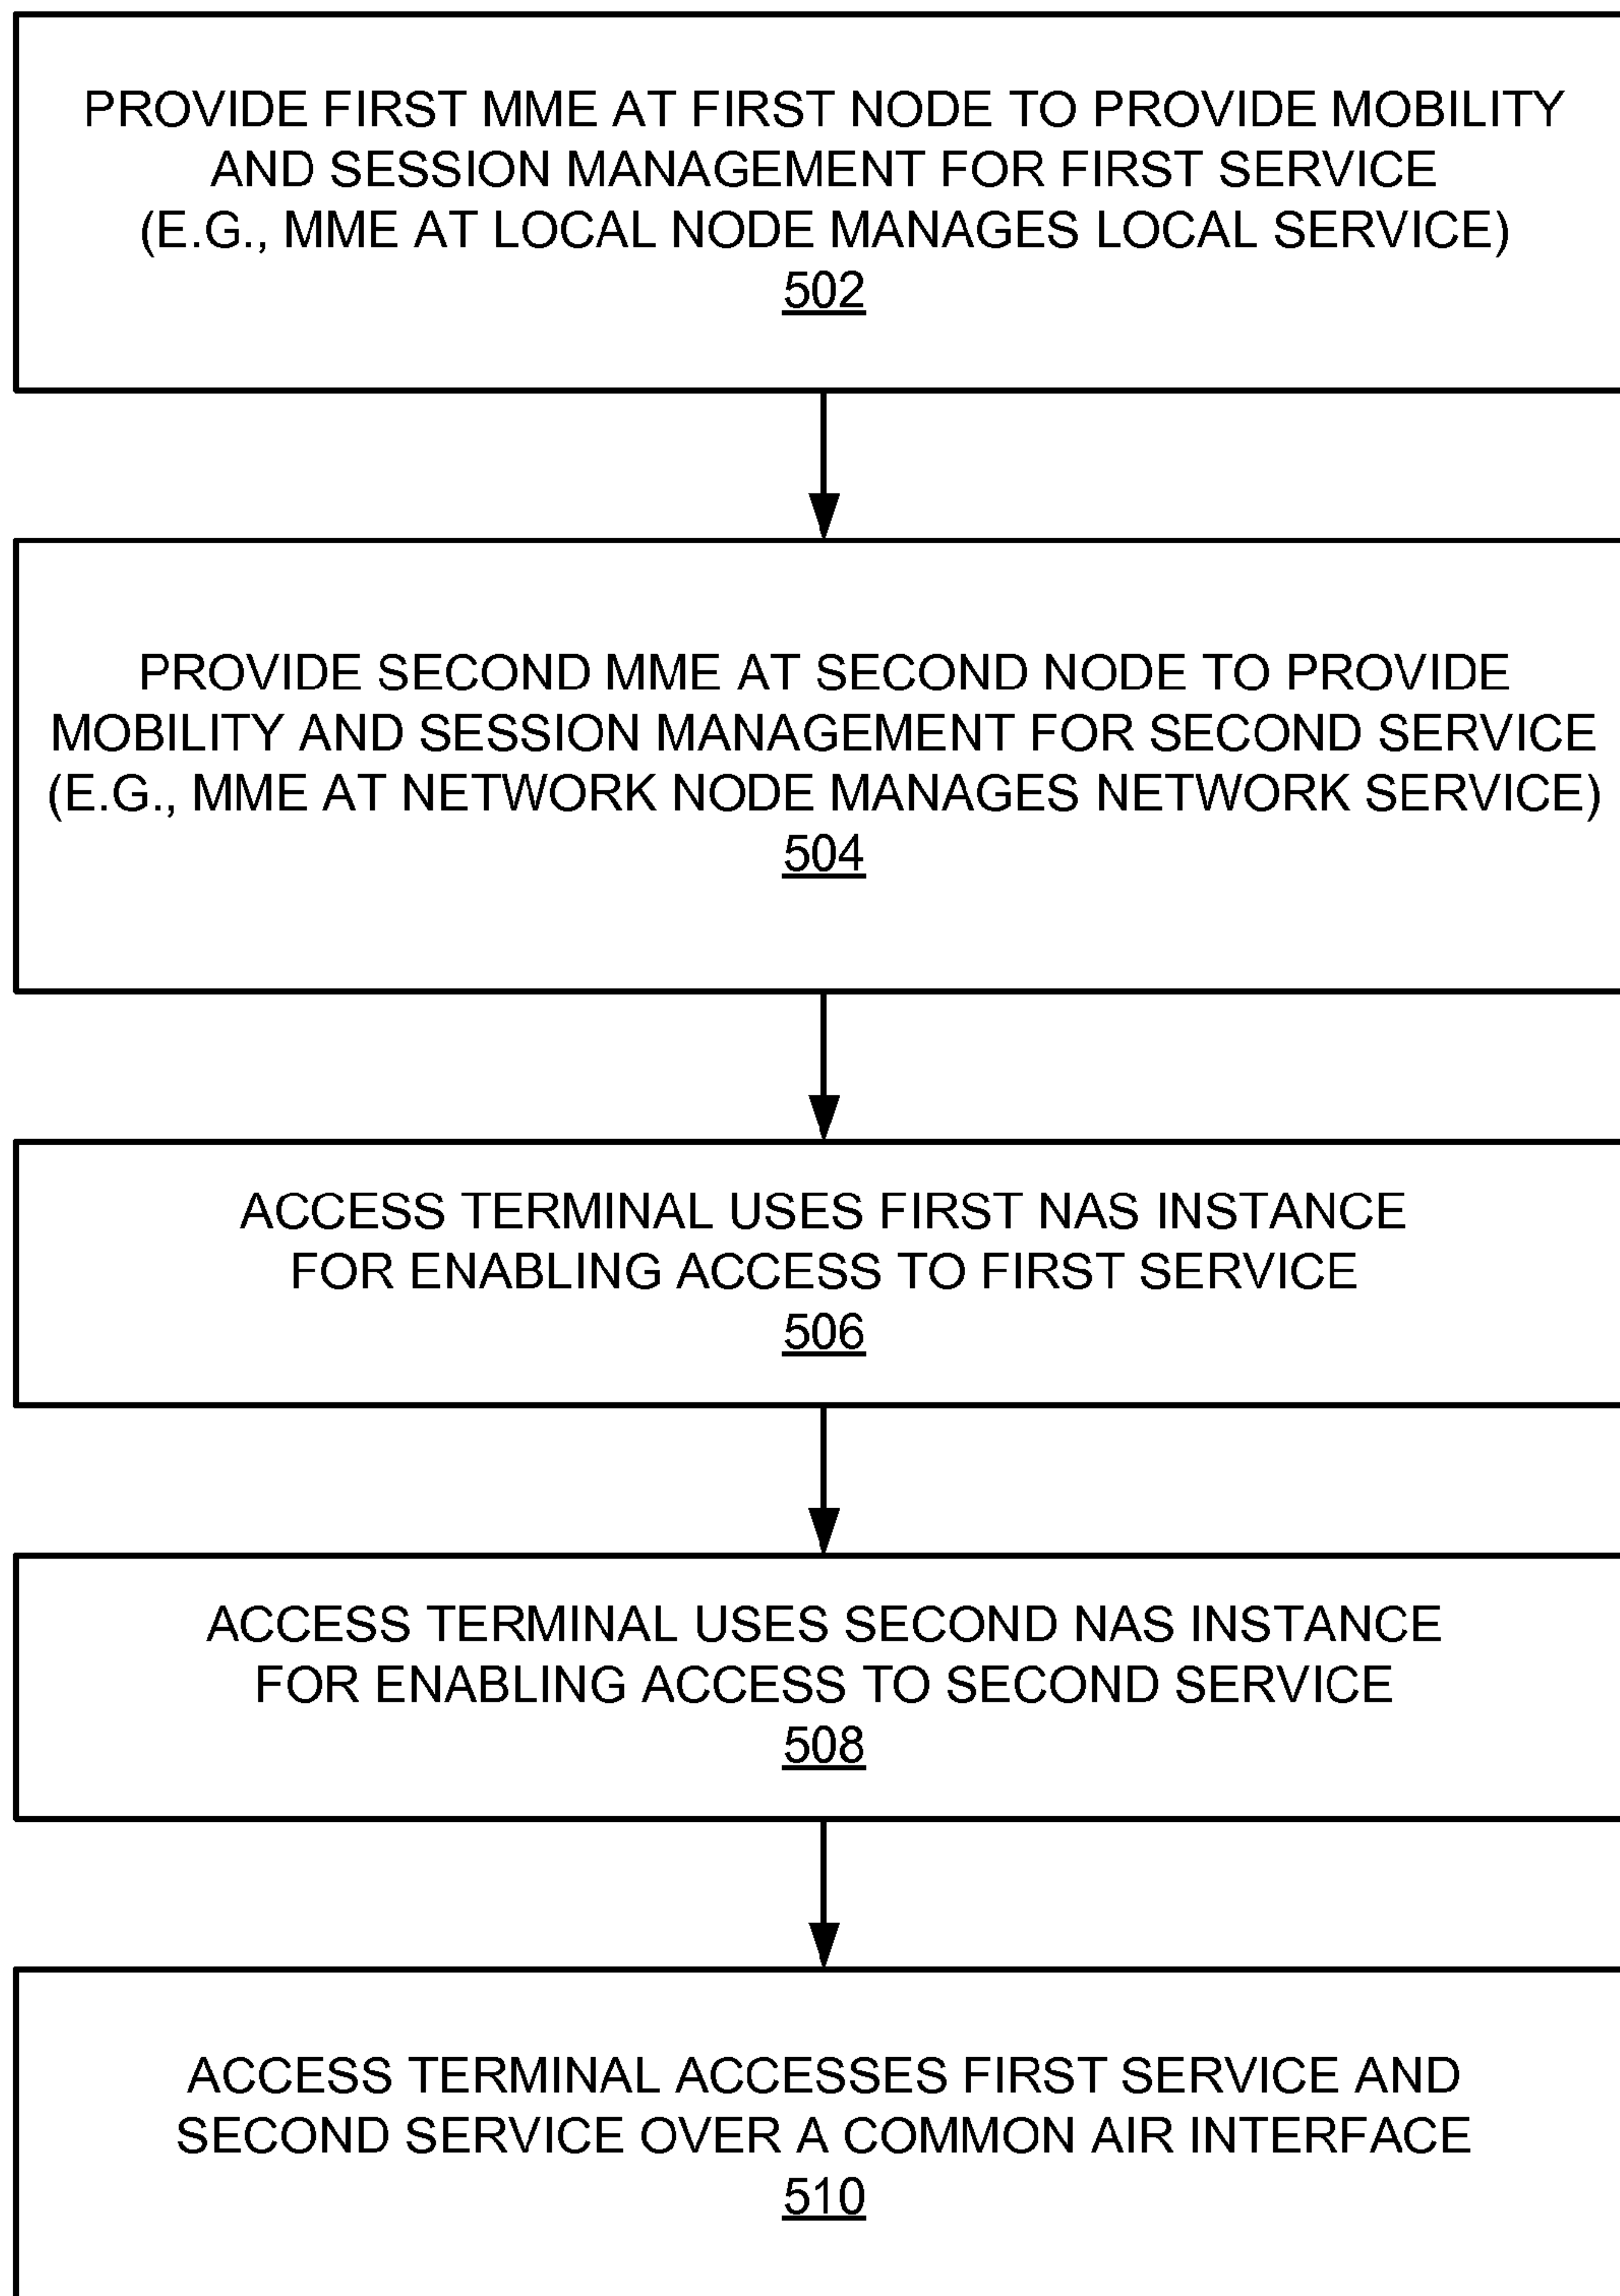 PROVIDE FIRST MME AT FIRST NODE TO PROVIDE MOBILITY
AND SESSION MANAGEMENT FOR FIRST SERVICE
(E.G., MME AT LOCAL NODE MANAGES LOCAL SERVICE)
502
PROVIDE SECOND MME AT SECOND NODE TO PROVIDE
MOBILITY AND SESSION MANAGEMENT FOR SECOND SERVICE
(E.G., MME AT NETWORK NODE MANAGES NETWORK SERVICE)
504
ACCESS TERMINAL USES FIRST NAS INSTANCE
FOR ENABLING ACCESS TO FIRST SERVICE
506
ACCESS TERMINAL USES SECOND NAS INSTANCE
FOR ENABLING ACCESS TO SECOND SERVICE
508
ACCESS TERMINAL ACCESSES FIRST SERVICE AND
SECOND SERVICE OVER A COMMON AIR INTERFACE
510